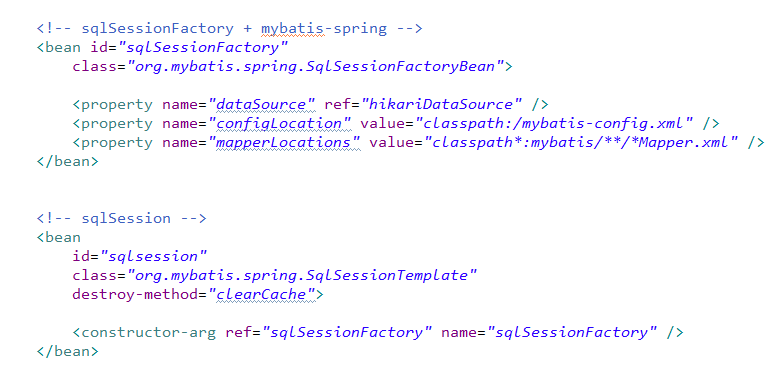 <!-- sqlSessionFactory + mybatis-spring -->
<bean id="sqlSessionFactory"
class="org.mybatis.spring.SqlSessionFactoryBean">
<property name="dataSource" ref="hikariDataSource" />
<property name="configLocation" value="classpath:/mybatis-config.xml" />
<property name="mapperLocations" value="classpath*:mybatis/**/*Mapper.xml" />
</bean>
<!-- sqlSession -->
<bean
id="sqlsession"
class="org.mybatis.spring.SqlSessionTemplate"
destroy-method="clearCache">
<constructor-arg ref="sqlSessionFactory" name="sqlSessionFactory" />
</bean>